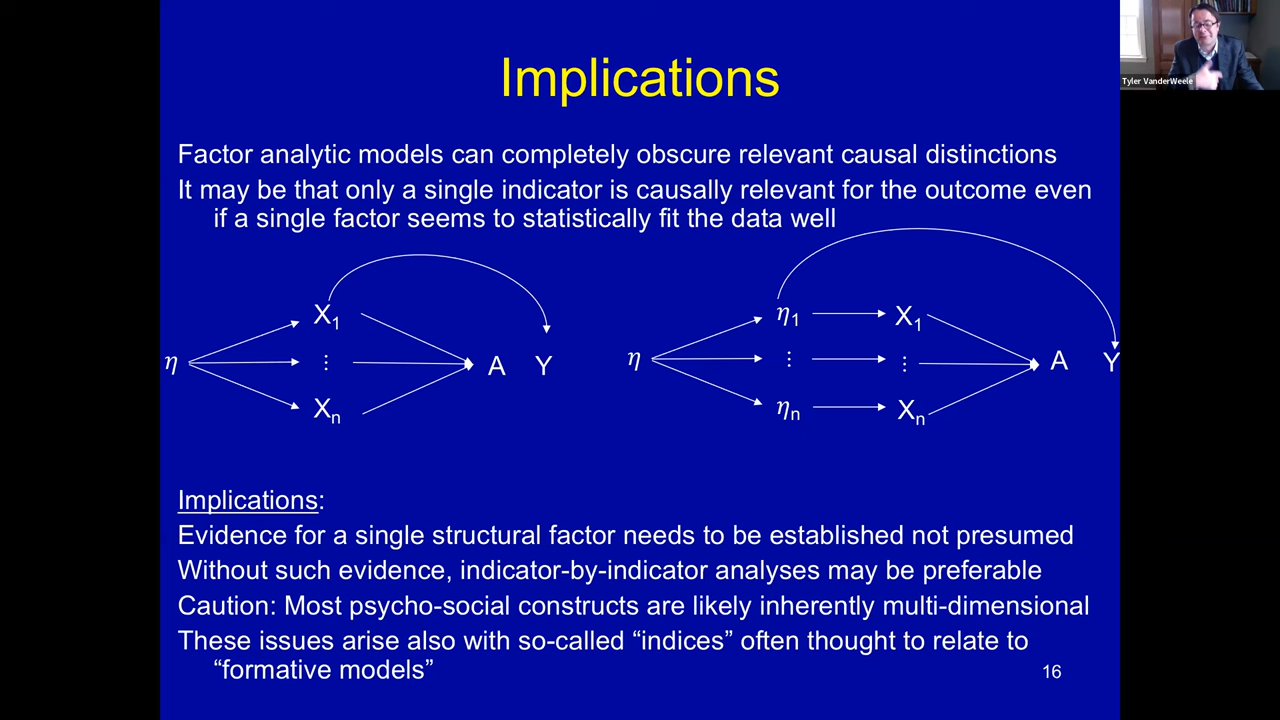 Implications
Tyler VanderWeele
Factor analytic models can completely obscure relevant causal distinctions
It may be that only a single indicator is causally relevant for the outcome even
if a single factor seems to statistically fit the data well
η X₁ ⋮ Xₙ A Y
η η₁ ⋮ ηₙ X₁ ⋮ Xₙ A Y
Implications:
Evidence for a single structural factor needs to be established not presumed
Without such evidence, indicator-by-indicator analyses may be preferable
Caution: Most psycho-social constructs are likely inherently multi-dimensional
These issues arise also with so-called “indices” often thought to relate to
“formative models”
16